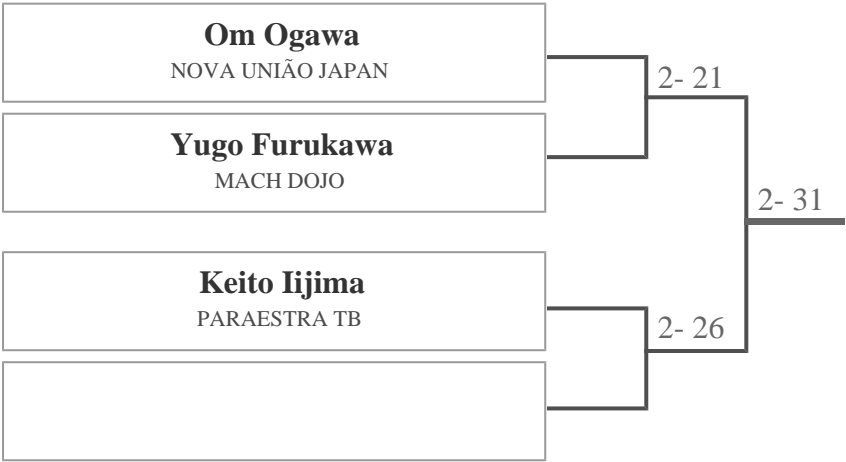 Om Ogawa
NOVA UNIÃO JAPAN
2- 21
Yugo Furukawa
MACH DOJO
2- 31
Keito Iijima
PARAESTRA TB
2- 26